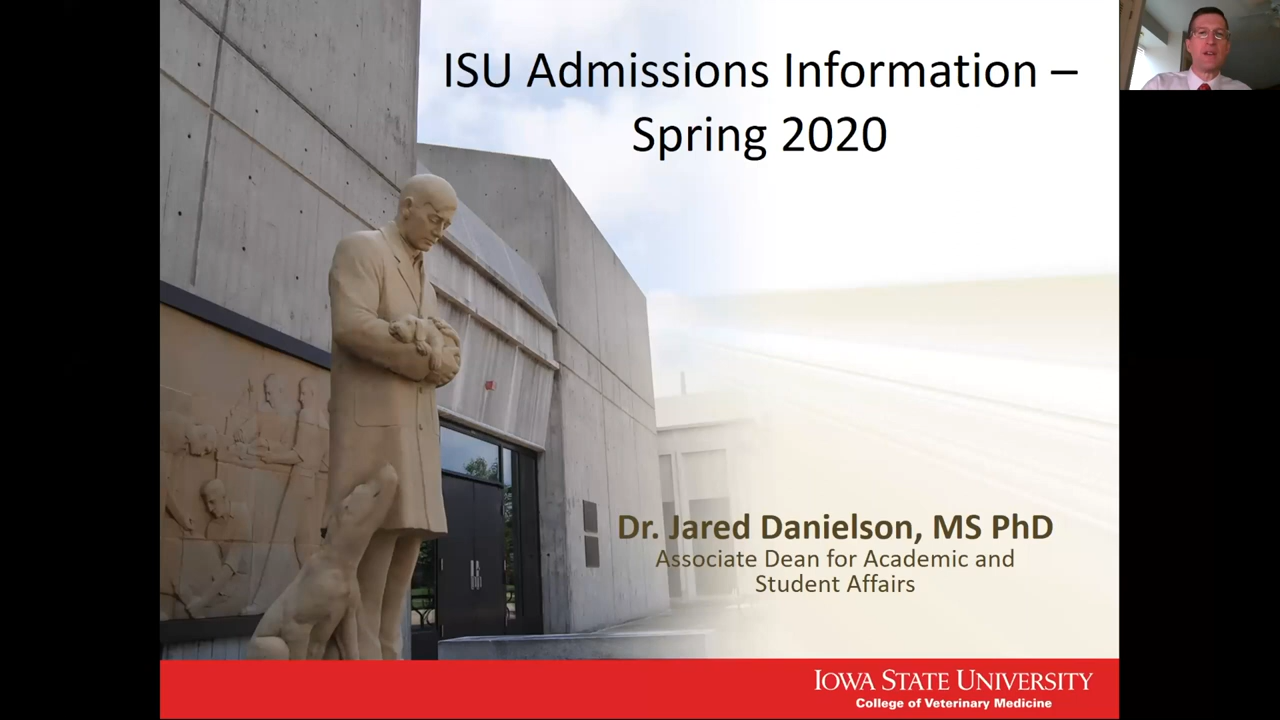 ISU Admissions Information –
Spring 2020
Dr. Jared Danielson, MS PhD
Associate Dean for Academic and
Student Affairs
IOWA STATE UNIVERSITY
College of Veterinary Medicine